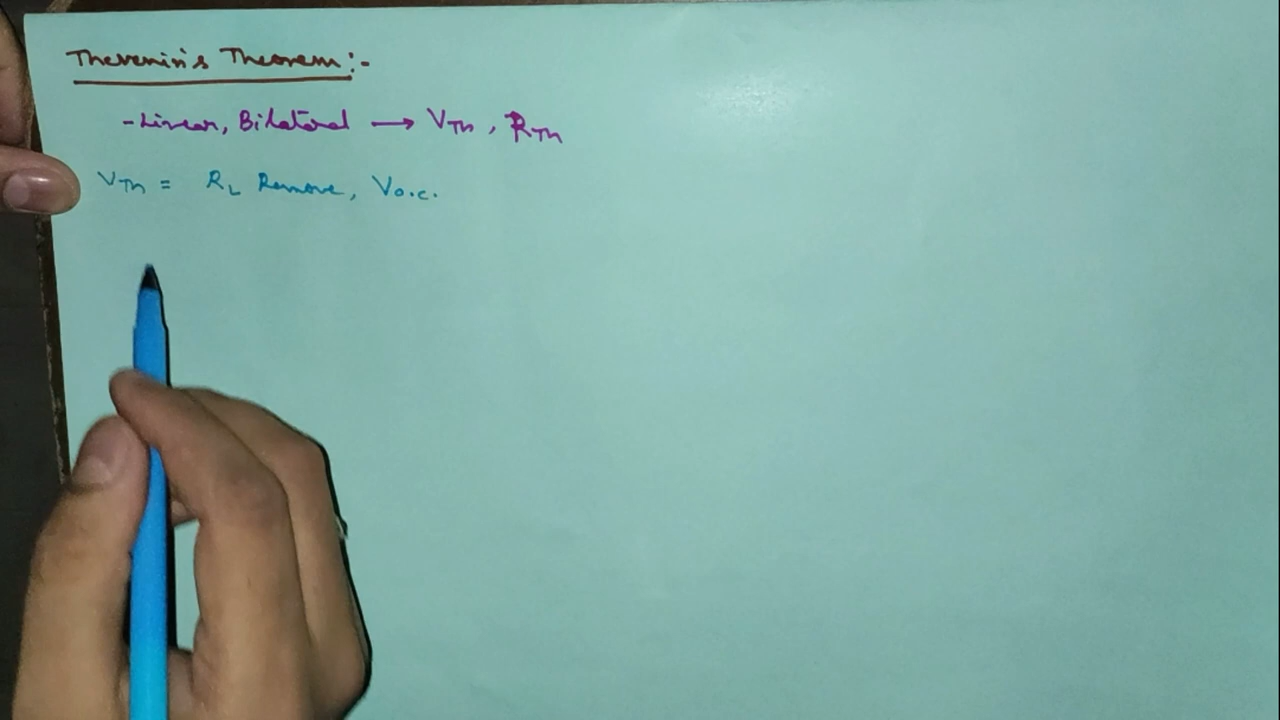 Thevenin's Theorem:-
-Linear, Bilateral → VTh, RTh
VTh = RL Remove, Vo.c.